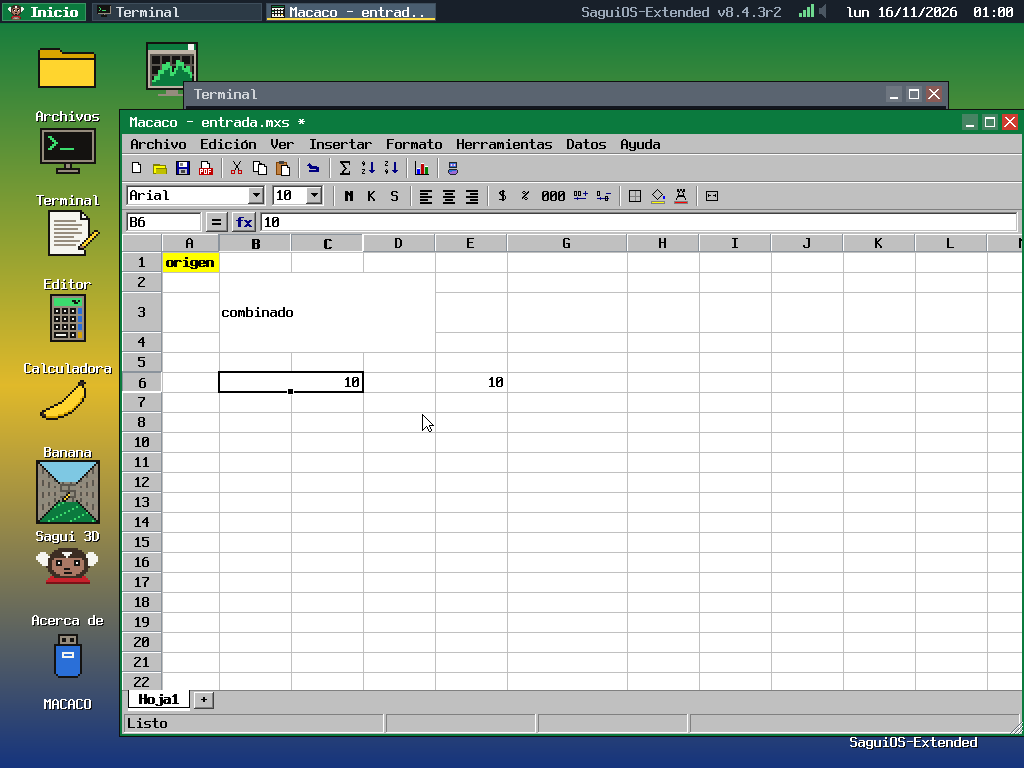 Inicio
Terminal
Macaco - entrad..
SaguiOS-Extended v8.4.3r2
lun 16/11/2026 01:00
Archivos
Terminal
Editor
Calculadora
Banana
Sagui 3D
Acerca de
MACACO
Terminal
Macaco - entrada.mxs *
Archivo Edición Ver Insertar Formato Herramientas Datos Ayuda
PDF
Arial 10 N K S $ % 000
B6 = fx 10
A B C D E G H I J K L
1 origen
2
3 combinado
4
5
6 10 10
7
8
10
11
12
13
14
15
16
17
18
19
20
21
22
Hoja1 +
Listo
SaguiOS-Extended